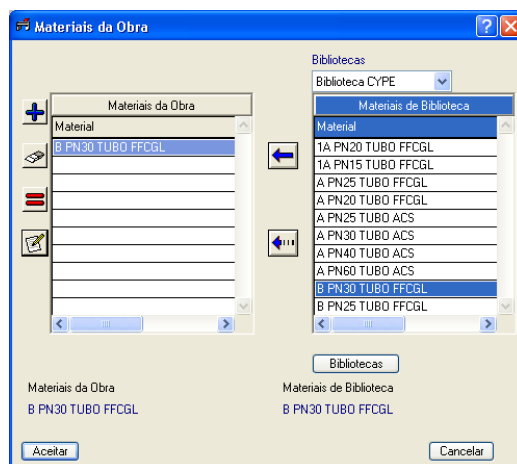 Materiais da Obra
Bibliotecas
Biblioteca CYPE
Materiais da Obra
Material
B PN30 TUBO FFCGL
Materiais de Biblioteca
Material
1A PN20 TUBO FFCGL
1A PN15 TUBO FFCGL
A PN25 TUBO FFCGL
A PN20 TUBO FFCGL
A PN25 TUBO ACS
A PN30 TUBO ACS
A PN40 TUBO ACS
A PN60 TUBO ACS
B PN30 TUBO FFCGL
B PN25 TUBO FFCGL
Bibliotecas
Materiais da Obra
B PN30 TUBO FFCGL
Materiais de Biblioteca
B PN30 TUBO FFCGL
Aceitar
Cancelar